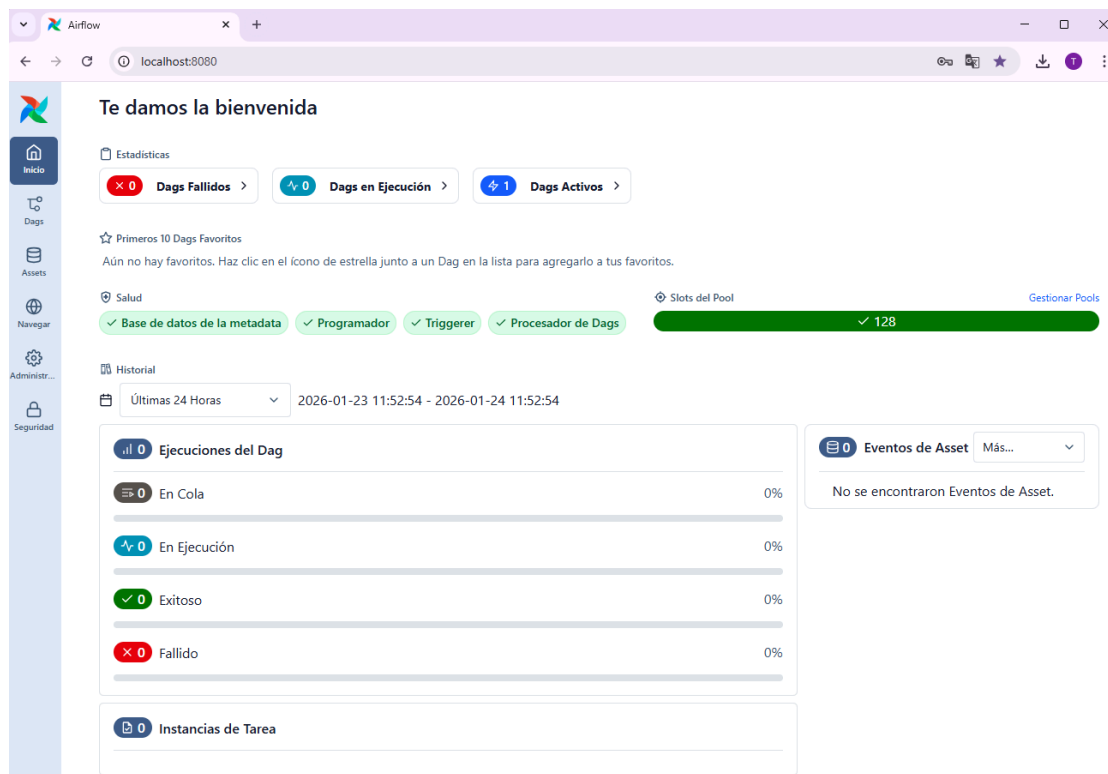 Airflow
localhost:8080
T
Te damos la bienvenida
Inicio
Dags
Assets
Navegar
Administr...
Seguridad
Estadísticas
0 Dags Fallidos
0 Dags en Ejecución
1 Dags Activos
Primeros 10 Dags Favoritos
Aún no hay favoritos. Haz clic en el ícono de estrella junto a un Dag en la lista para agregarlo a tus favoritos.
Salud
Base de datos de la metadata
Programador
Triggerer
Procesador de Dags
Slots del Pool
Gestionar Pools
128
Historial
Últimas 24 Horas
2026-01-23 11:52:54 - 2026-01-24 11:52:54
0 Ejecuciones del Dag
0 En Cola 0%
0 En Ejecución 0%
0 Exitoso 0%
0 Fallido 0%
0 Eventos de Asset Más...
No se encontraron Eventos de Asset.
0 Instancias de Tarea